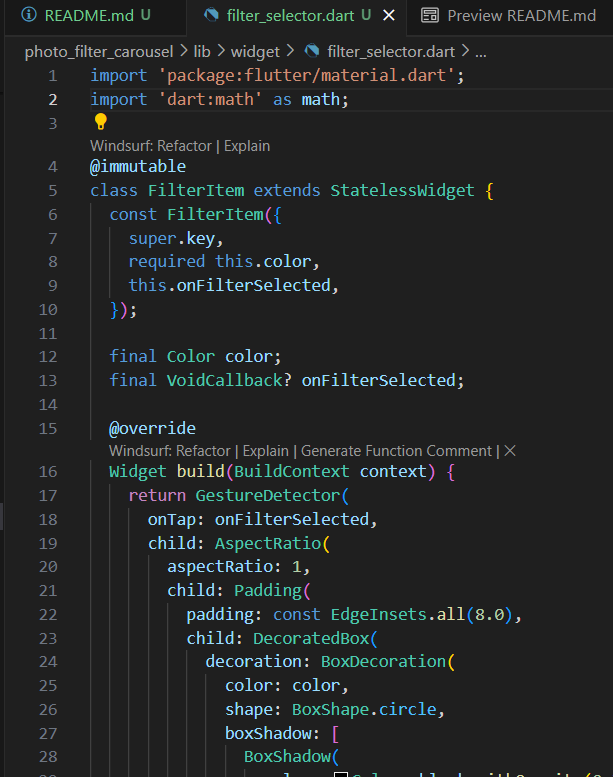 README.md U
filter_selector.dart U
Preview README.md
photo_filter_carousel > lib > widget > filter_selector.dart > ...
1 import 'package:flutter/material.dart';
2 import 'dart:math' as math;
3
Windsurf: Refactor | Explain
4 @immutable
5 class FilterItem extends StatelessWidget {
6 const FilterItem({
7 super.key,
8 required this.color,
9 this.onFilterSelected,
10 });
11
12 final Color color;
13 final VoidCallback? onFilterSelected;
14
15 @override
Windsurf: Refactor | Explain | Generate Function Comment | ×
16 Widget build(BuildContext context) {
17 return GestureDetector(
18 onTap: onFilterSelected,
19 child: AspectRatio(
20 aspectRatio: 1,
21 child: Padding(
22 padding: const EdgeInsets.all(8.0),
23 child: DecoratedBox(
24 decoration: BoxDecoration(
25 color: color,
26 shape: BoxShape.circle,
27 boxShadow: [
28 BoxShadow(